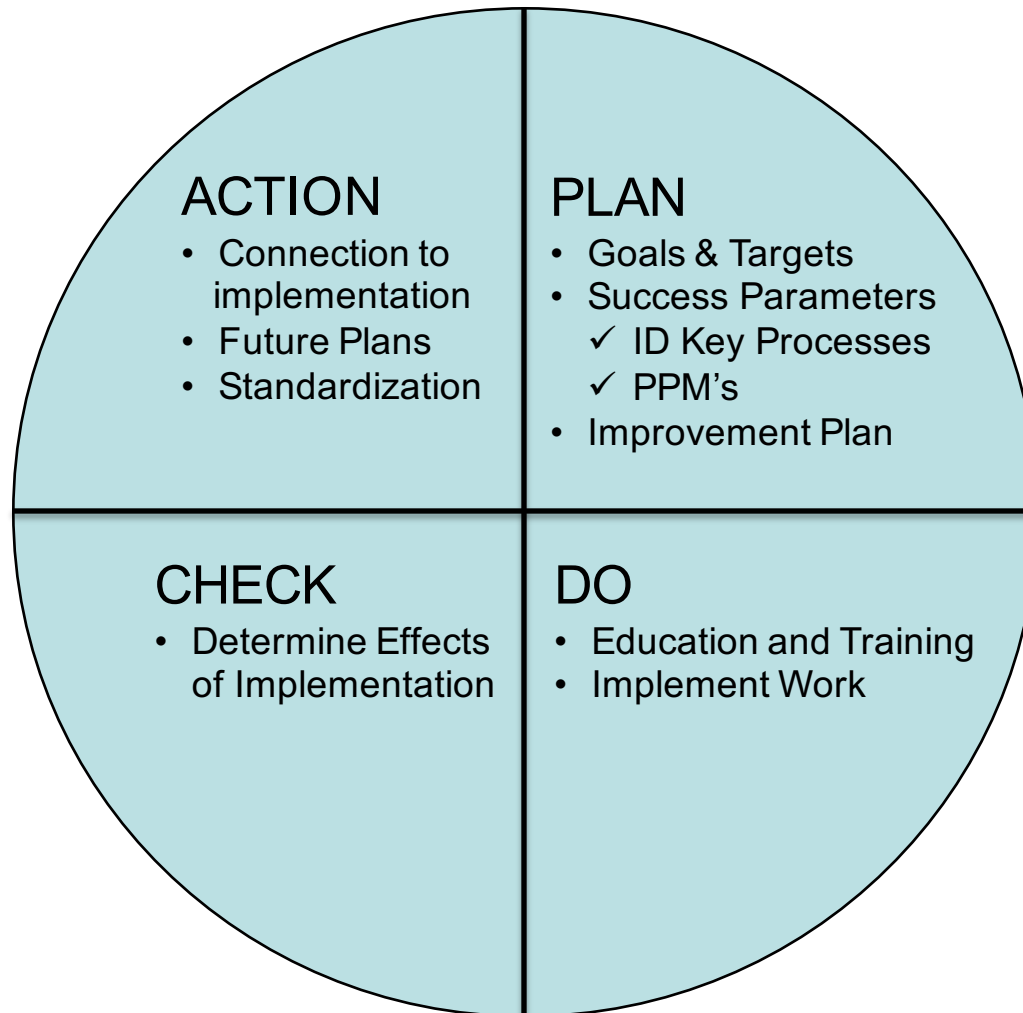 ACTION
• Connection to
implementation
• Future Plans
• Standardization
PLAN
• Goals & Targets
• Success Parameters
✓ ID Key Processes
✓ PPM’s
• Improvement Plan
CHECK
• Determine Effects
of Implementation
DO
• Education and Training
• Implement Work